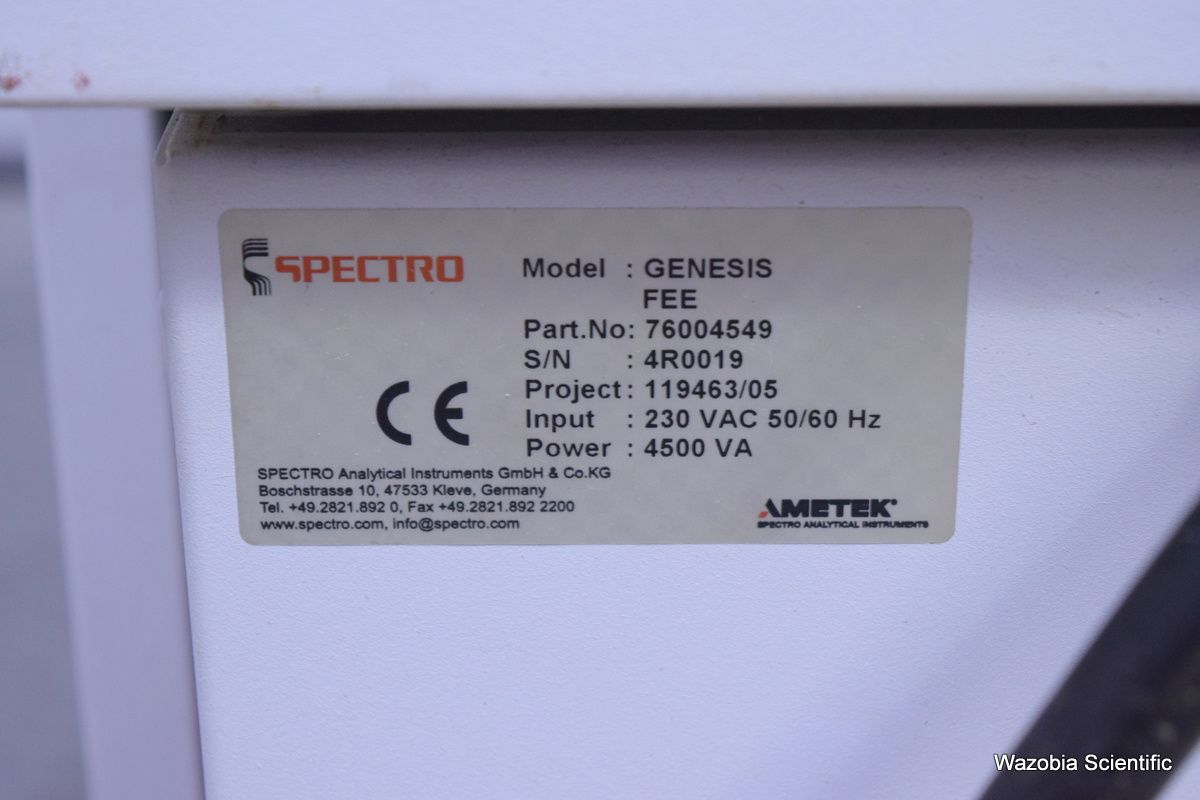 SPECTRO
Model : GENESIS
FEE
Part.No: 76004549
S/N : 4R0019
Project : 119463/05
Input : 230 VAC 50/60 Hz
Power : 4500 VA
CE
SPECTRO Analytical Instruments GmbH & Co.KG
Boschstrasse 10, 47533 Kleve, Germany
Tel. +49.2821.892 0, Fax +49.2821.892 2200
www.spectro.com, info@spectro.com
AMETEK®
SPECTRO ANALYTICAL INSTRUMENTS
Wazobia Scientific